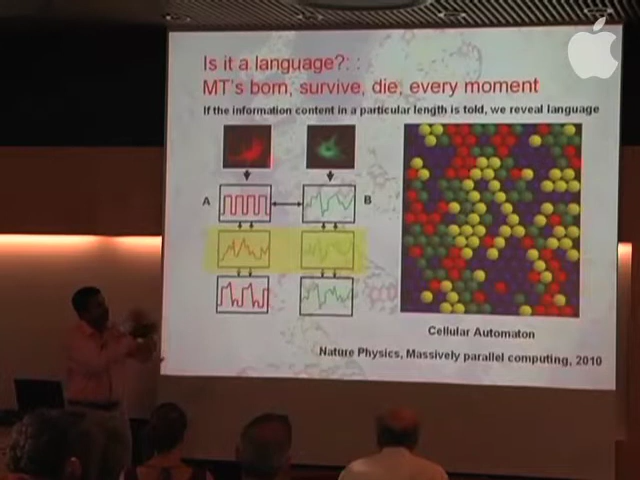 Is it a language?: :
MT's born, survive, die, every moment
If the information content in a particular length is told, we reveal language
A
B
Cellular Automaton
Nature Physics, Massively parallel computing, 2010